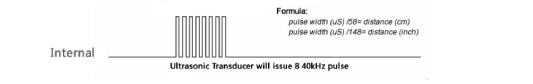 Formula:
pulse width (uS) /58= distance (cm)
pulse width (uS) /148= distance (inch)
Internal
Ultrasonic Transducer will issue 8 40kHz pulse